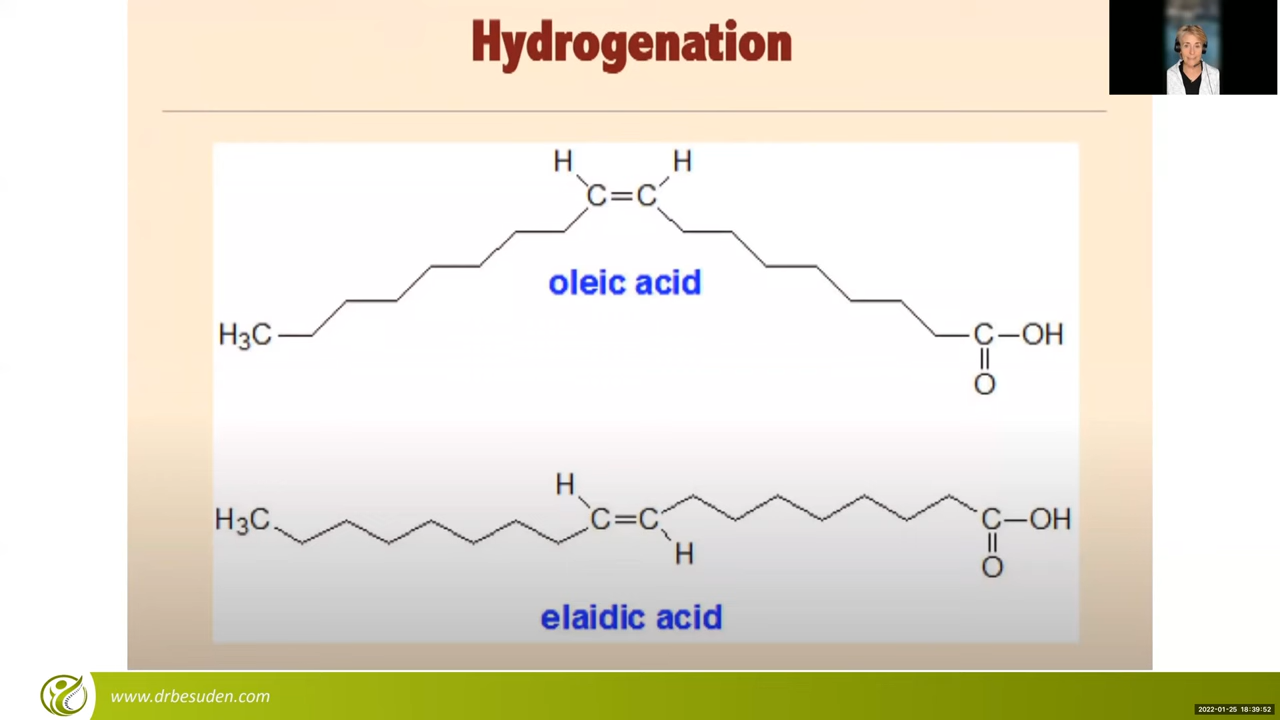 Hydrogenation
H H
C=C
oleic acid
H₃C C–OH
O
H
H₃C C=C C–OH
H O
elaidic acid
www.drbesuden.com
2022-01-25 18:39:52